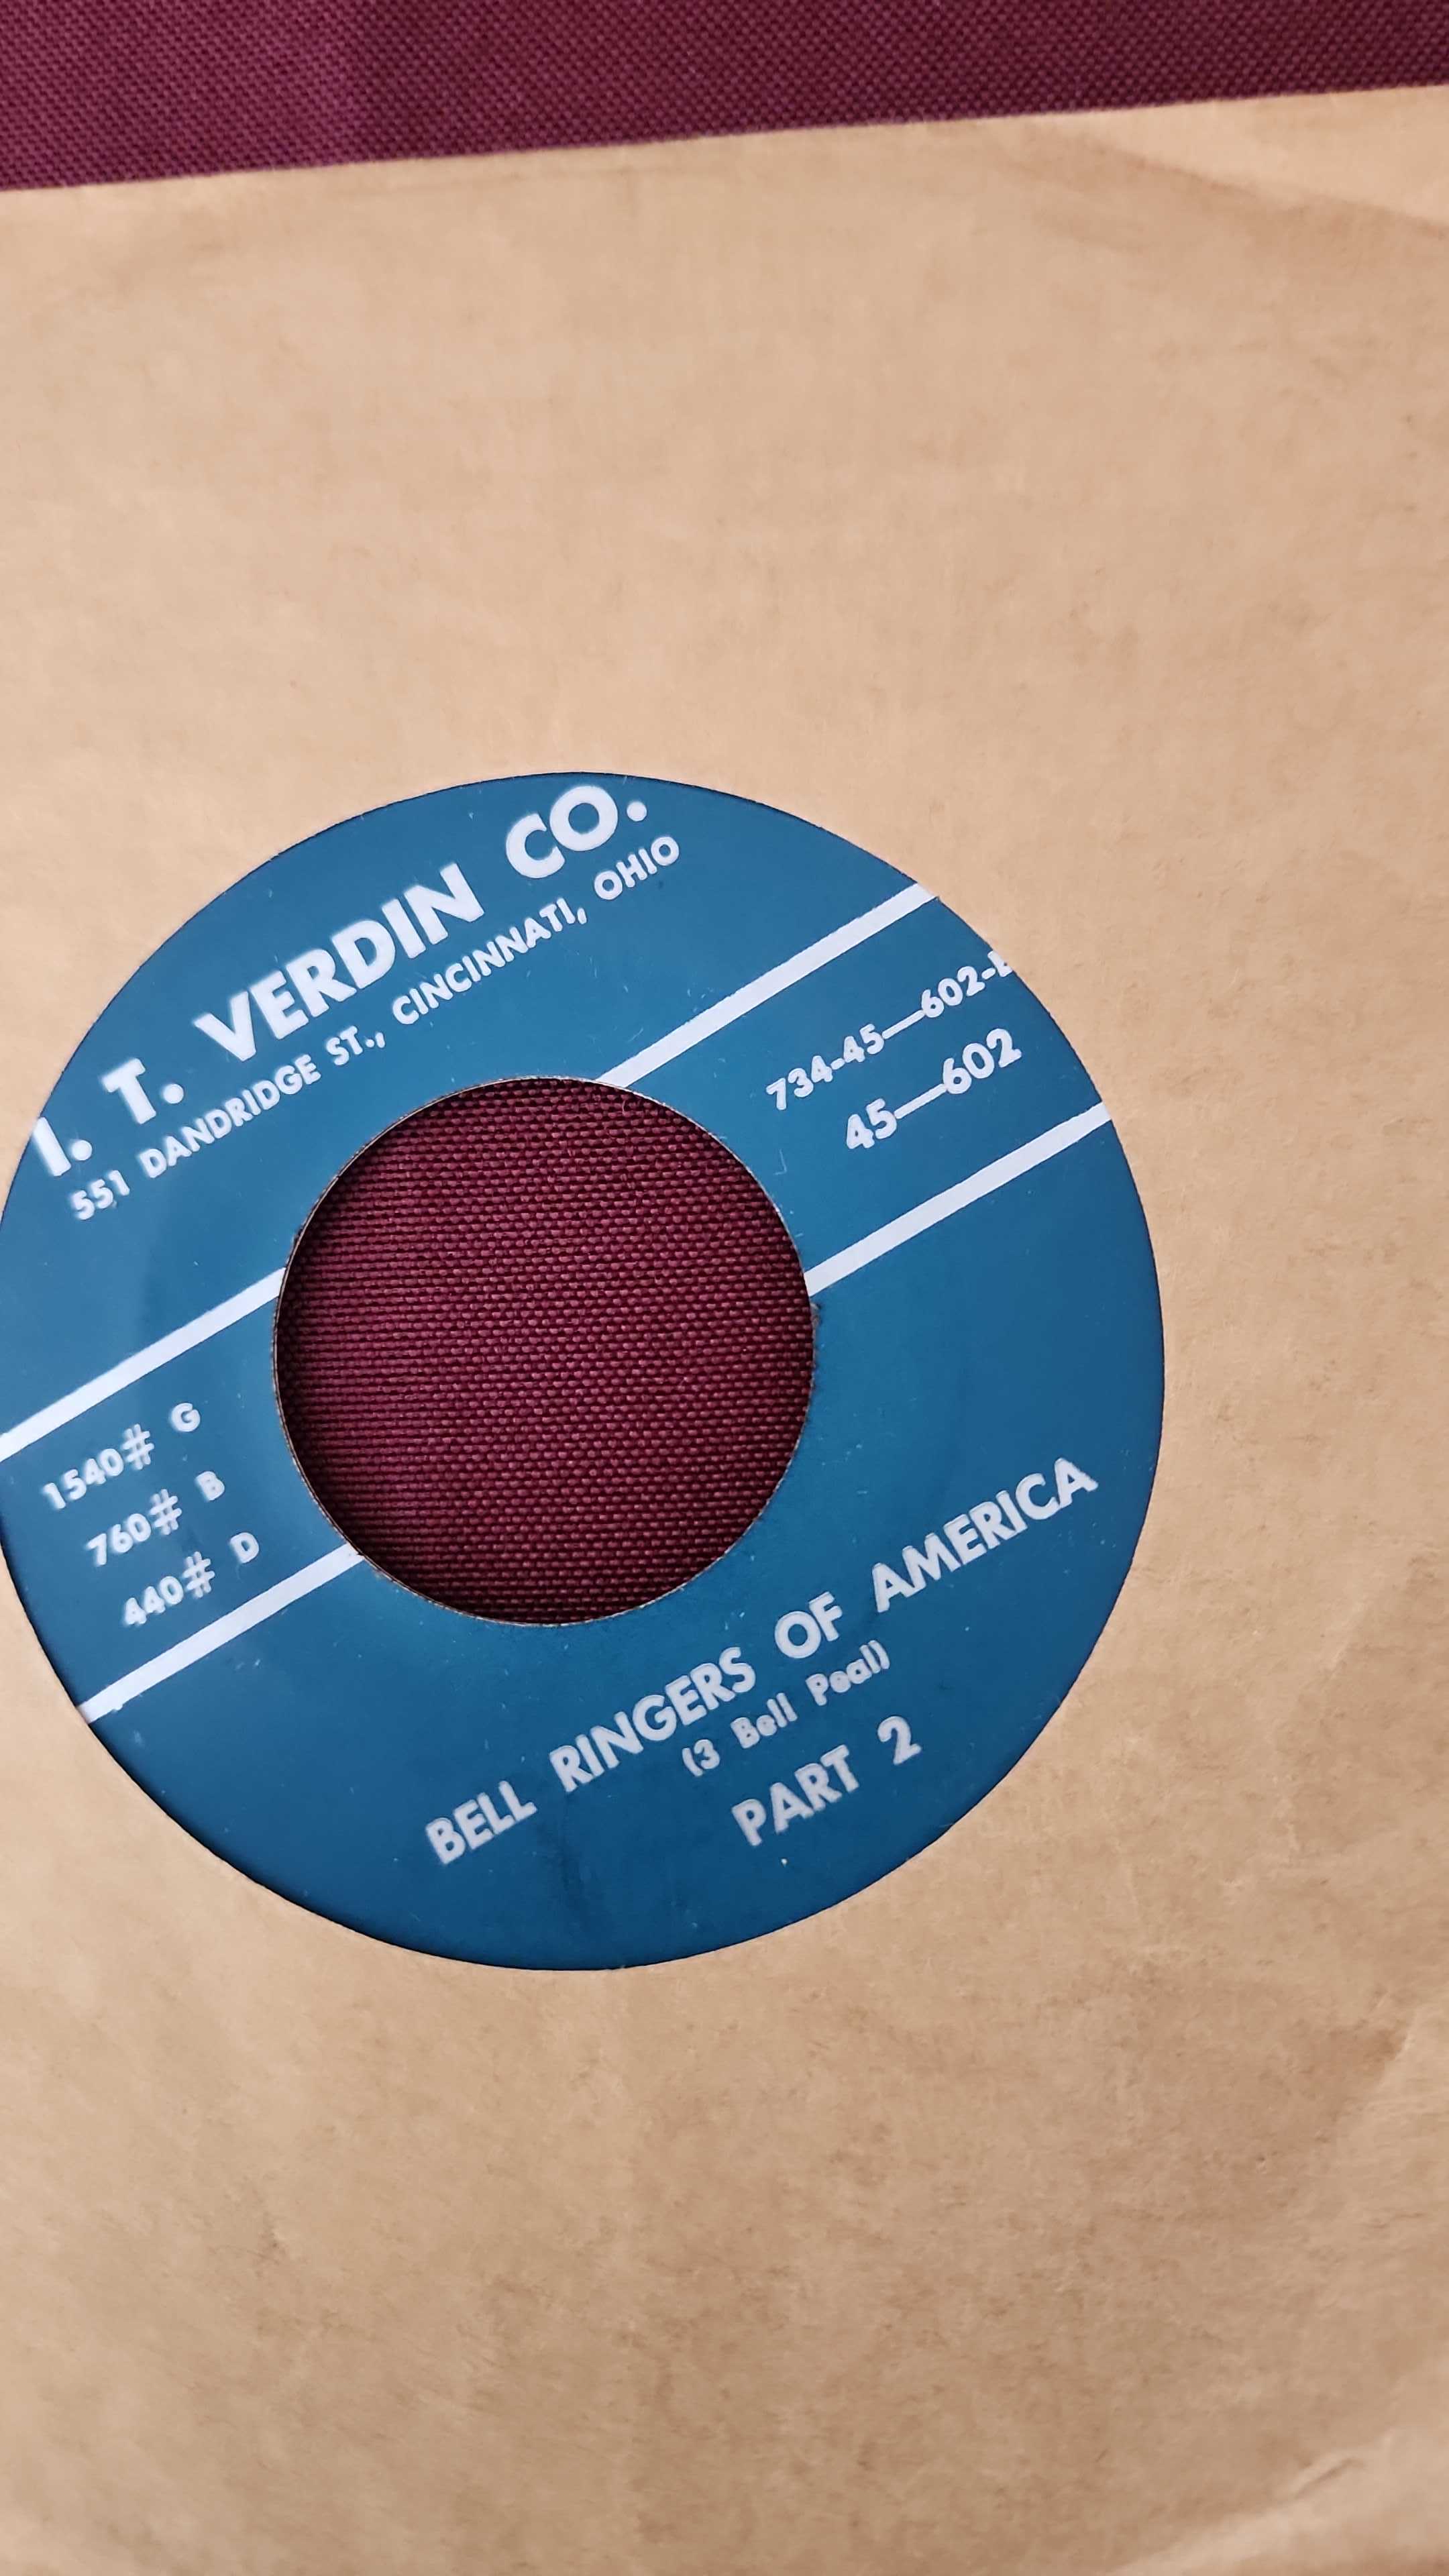 I. T. VERDIN CO.
551 DANDRIDGE ST., CINCINNATI, OHIO
734-45—602-
45—602
1540# G
760# B
440# D
BELL RINGERS OF AMERICA
(3 Bell Peal)
PART 2